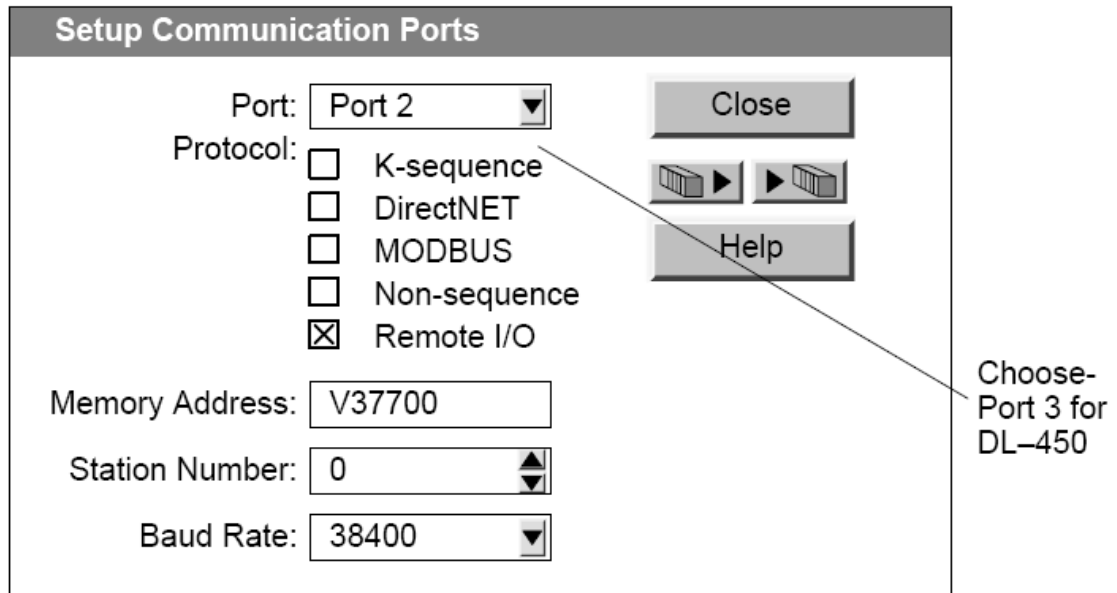 Setup Communication Ports
Port: Port 2
Close
Protocol:
K-sequence
DirectNET
MODBUS
Help
Non-sequence
Remote I/O
Choose-
Port 3 for
DL–450
Memory Address: V37700
Station Number: 0
Baud Rate: 38400